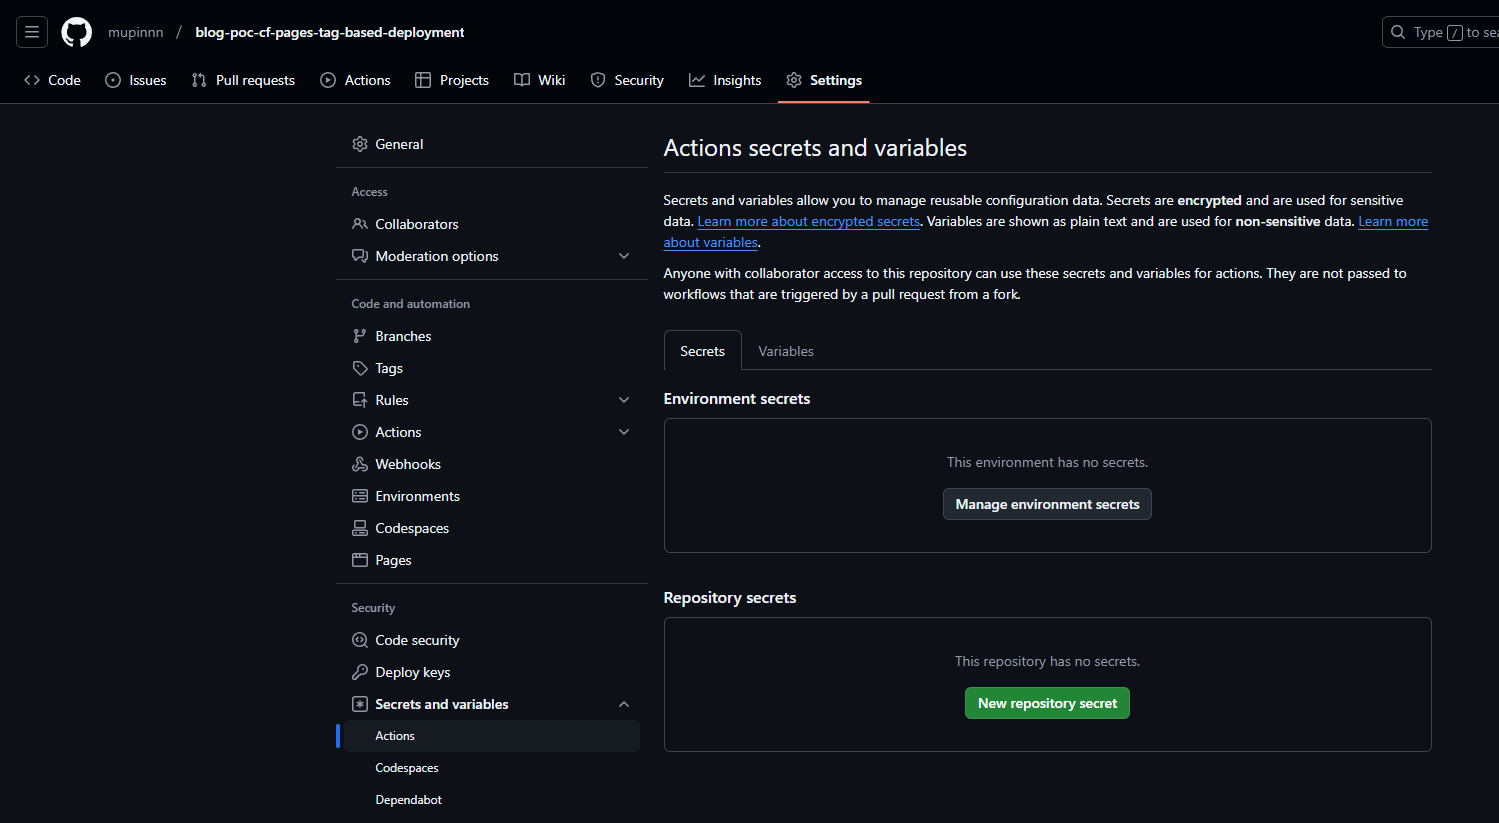 mupinnn / blog-poc-cf-pages-tag-based-deployment
Type / to sea
Code Issues Pull requests Actions Projects Wiki Security Insights Settings
General
Access
Collaborators
Moderation options
Code and automation
Branches
Tags
Rules
Actions
Webhooks
Environments
Codespaces
Pages
Security
Code security
Deploy keys
Secrets and variables
Actions
Codespaces
Dependabot
Actions secrets and variables
Secrets and variables allow you to manage reusable configuration data. Secrets are encrypted and are used for sensitive
data. Learn more about encrypted secrets. Variables are shown as plain text and are used for non-sensitive data. Learn more
about variables.
Anyone with collaborator access to this repository can use these secrets and variables for actions. They are not passed to
workflows that are triggered by a pull request from a fork.
Secrets Variables
Environment secrets
This environment has no secrets.
Manage environment secrets
Repository secrets
This repository has no secrets.
New repository secret